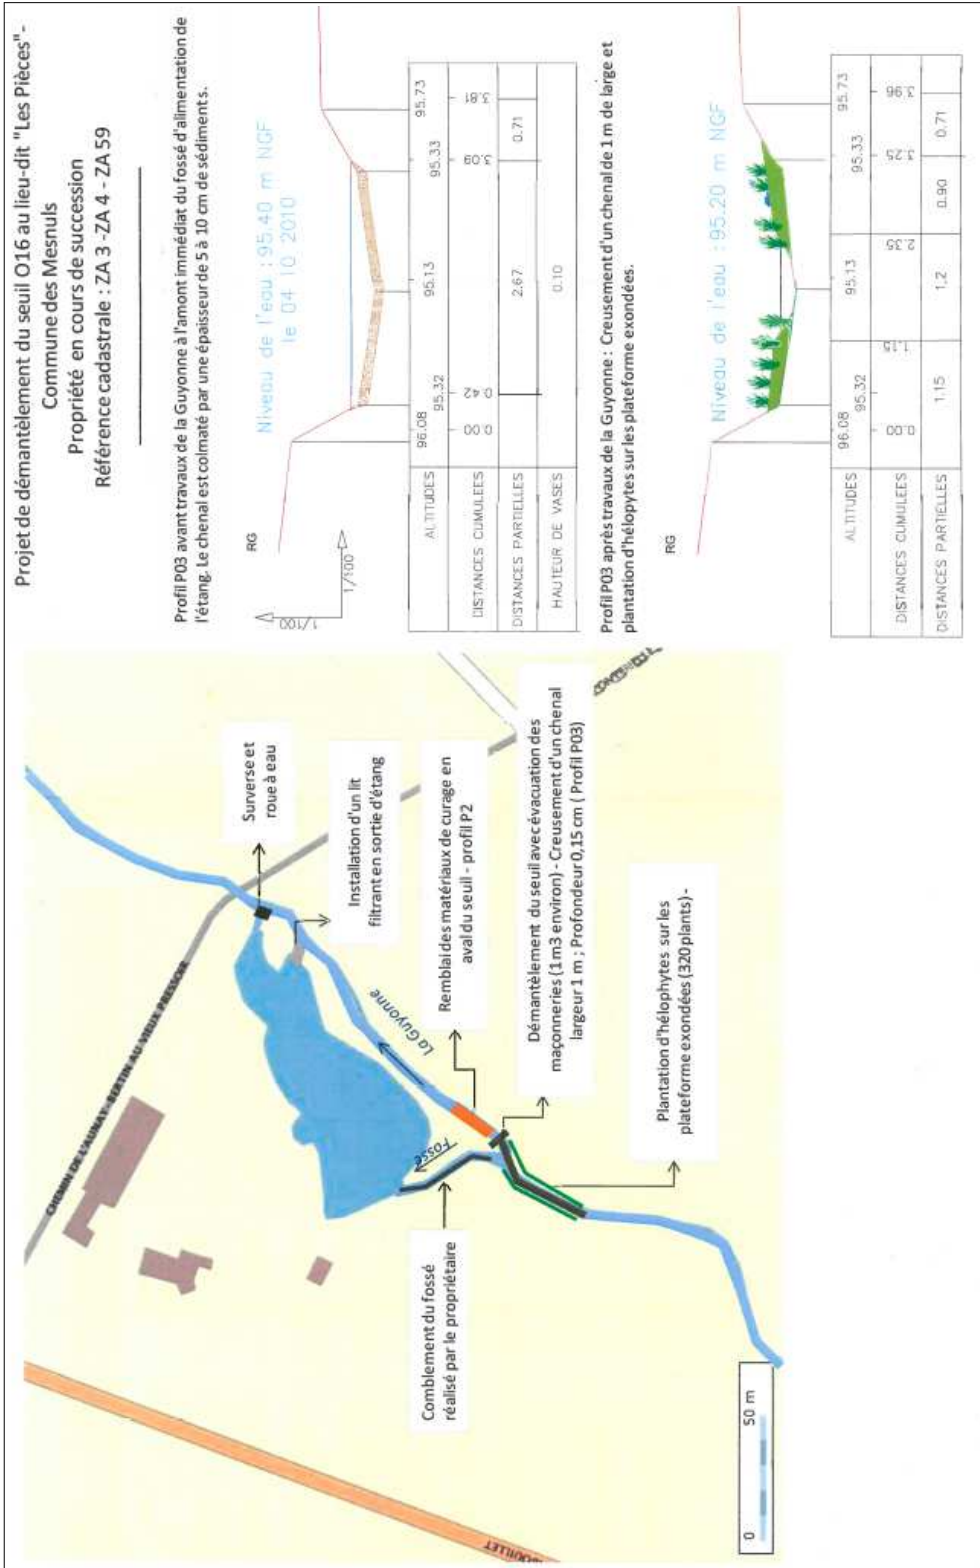 Projet de démantèlement du seuil O16 au lieu-dit "Les Pièces" -
Commune des Mesnuls
Propriété en cours de succession
Référence cadastrale : ZA 3 -ZA 4 - ZA 59
Profil P03 avant travaux de la Guyonne à l'amont immédiat du fossé d'alimentation de
l'étang. Le chenal est colmaté par une épaisseur de 5 à 10 cm de sédiments.
Niveau de l'eau : 95.40 m NGF
le 04 10 2010
RG
1/100
1/100
ALTITUDES
96.08
95.32
95.13
95.33
95.73
DISTANCES CUMULEES
0.00
0.42
3.09
3.81
DISTANCES PARTIELLES
2.67
0.71
HAUTEUR DE VASES
0.10
Profil P03 après travaux de la Guyonne : Creusement d'un chenal de 1 m de large et
plantation d'hélopytes sur les plateforme exondées.
Niveau de l'eau : 95.20 m NGF
RG
ALTITUDES
96.08
95.32
95.13
95.33
95.73
DISTANCES CUMULEES
0.00
1.15
2.35
3.25
3.96
DISTANCES PARTIELLES
1.15
1.2
0.90
0.71
Surverse et
roue à eau
Installation d'un lit
filtrant en sortie d'étang
Remblai des matériaux de curage en
aval du seuil - profil P2
Démantèlement du seuil avec évacuation des
maçonneries (1 m3 environ) - Creusement d'un chenal
largeur 1 m ; Profondeur 0,15 cm ( Profil P03)
Plantation d'hélophytes sur les
plateforme exondées (320 plants) -
Comblement du fossé
réalisé par le propriétaire
CHEMIN DE L'AUNAY-BERTIN AU VIEUX PRESSOIR
La Guyonne
Fossé
0
50 m